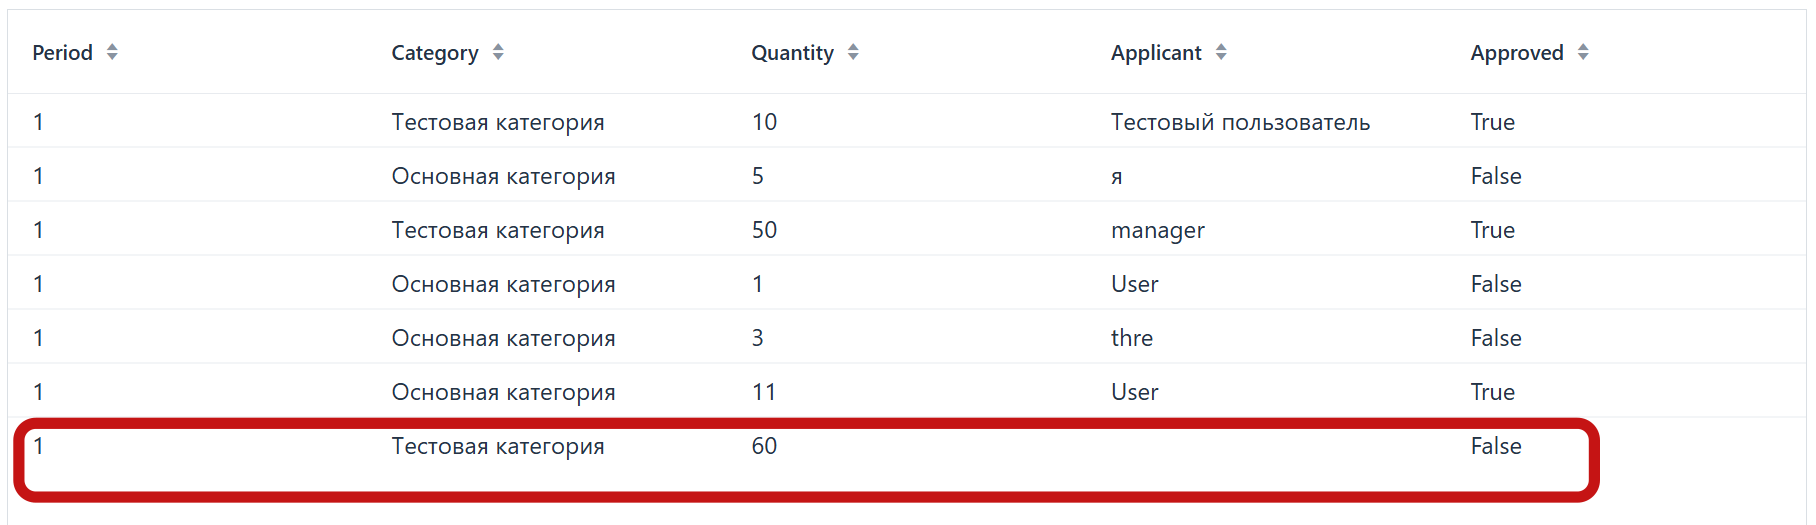 Period Category Quantity Applicant Approved
1 Тестовая категория 10 Тестовый пользователь True
1 Основная категория 5 я False
1 Тестовая категория 50 manager True
1 Основная категория 1 User False
1 Основная категория 3 thre False
1 Основная категория 11 User True
1 Тестовая категория 60 False